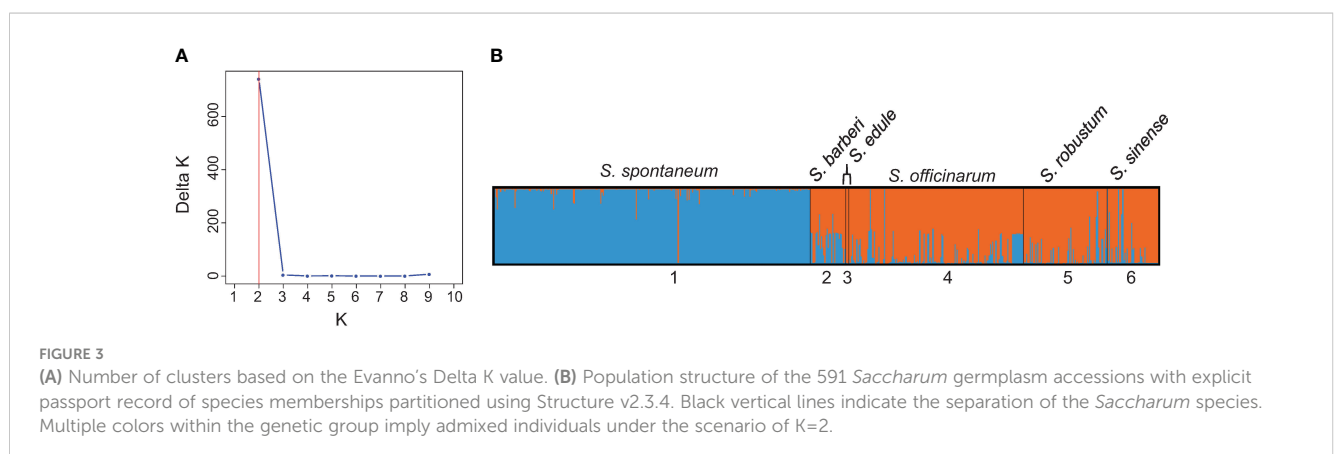 A
B
Delta K
600
400
200
0
1 2 3 4 5 6 7 8 9 10
K
S. spontaneum
S. barberi
S. edule
S. officinarum
S. robustum
S. sinense
1 2 3 4 5 6
FIGURE 3
(A) Number of clusters based on the Evanno's Delta K value. (B) Population structure of the 591 Saccharum germplasm accessions with explicit
passport record of species memberships partitioned using Structure v2.3.4. Black vertical lines indicate the separation of the Saccharum species.
Multiple colors within the genetic group imply admixed individuals under the scenario of K=2.